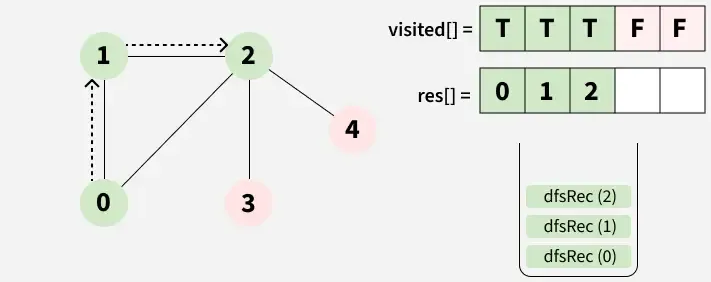 visited[] = T T T F F
res[] = 0 1 2
1 2
4
0 3
dfsRec (2)
dfsRec (1)
dfsRec (0)